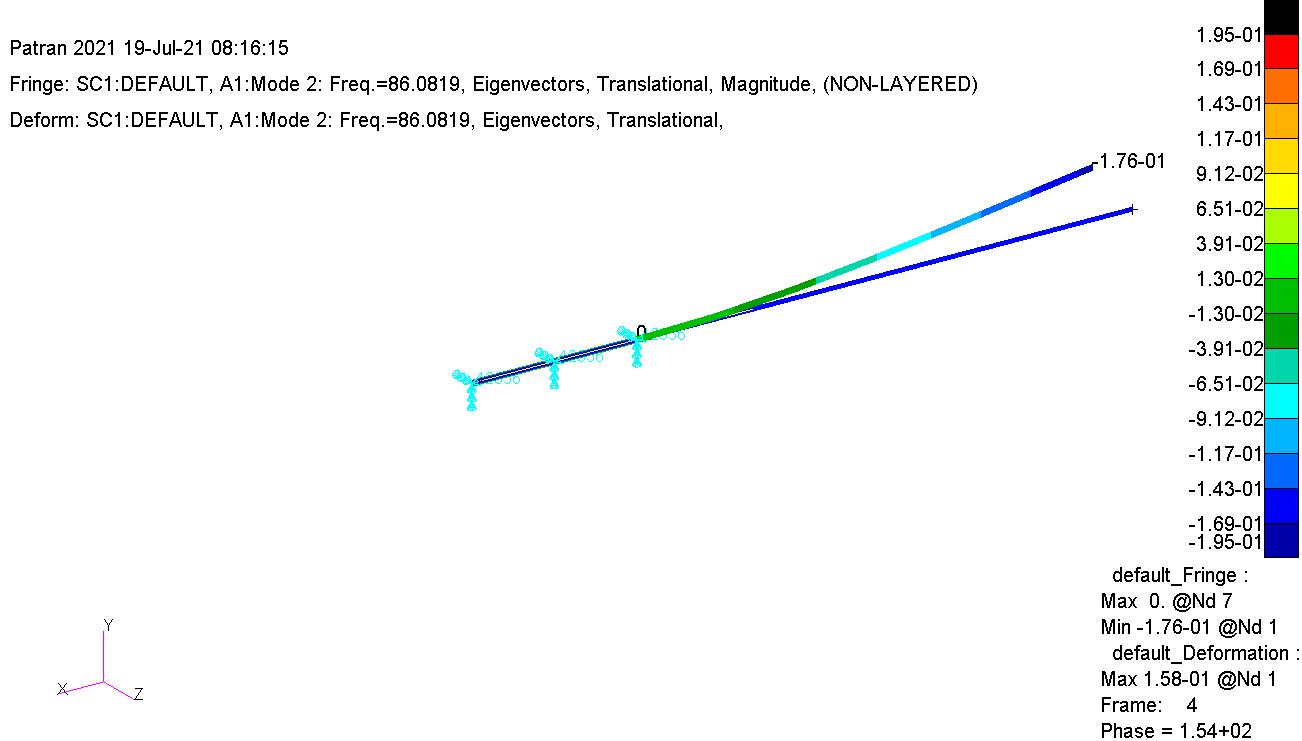 Patran 2021 19-Jul-21 08:16:15
Fringe: SC1:DEFAULT, A1:Mode 2: Freq.=86.0819, Eigenvectors, Translational, Magnitude, (NON-LAYERED)
Deform: SC1:DEFAULT, A1:Mode 2: Freq.=86.0819, Eigenvectors, Translational,
-1.76-01
0
1.95-01
1.69-01
1.43-01
1.17-01
9.12-02
6.51-02
3.91-02
1.30-02
-1.30-02
-3.91-02
-6.51-02
-9.12-02
-1.17-01
-1.43-01
-1.69-01
-1.95-01
default_Fringe :
Max 0. @Nd 7
Min -1.76-01 @Nd 1
default_Deformation :
Max 1.58-01 @Nd 1
Frame: 4
Phase = 1.54+02
Y
X
Z